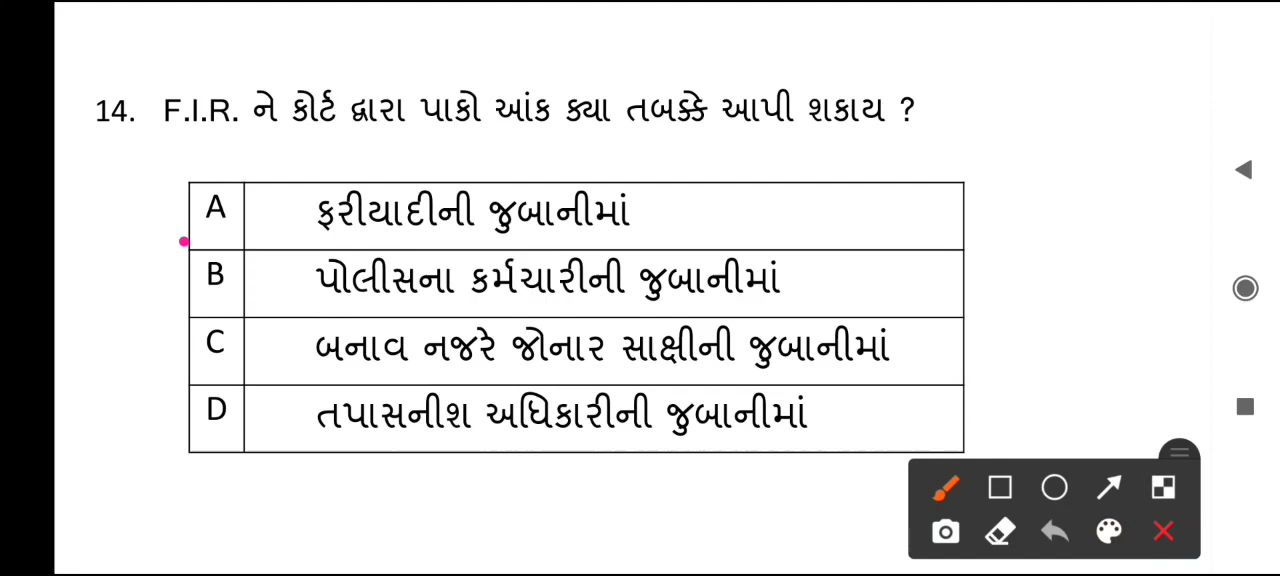 14. F.I.R. ને કોર્ટ દ્વારા પાકો આંક ક્યા તબક્કે આપી શકાય ?
A ફરીયાદીની જુબાનીમાં
B પોલીસના કર્મચારીની જુબાનીમાં
C બનાવ નજરે જોનાર સાક્ષીની જુબાનીમાં
D તપાસનીશ અધિકારીની જુબાનીમાં